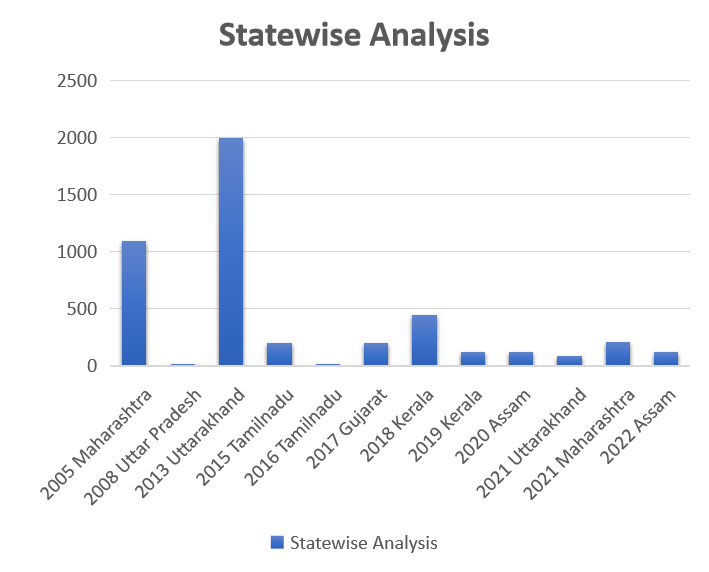 Statewise Analysis
2500
2000
1500
1000
500
0
2005 Maharashtra
2008 Uttar Pradesh
2013 Uttarakhand
2015 Tamilnadu
2016 Tamilnadu
2017 Gujarat
2018 Kerala
2019 Kerala
2020 Assam
2021 Uttarakhand
2021 Maharashtra
2022 Assam
Statewise Analysis